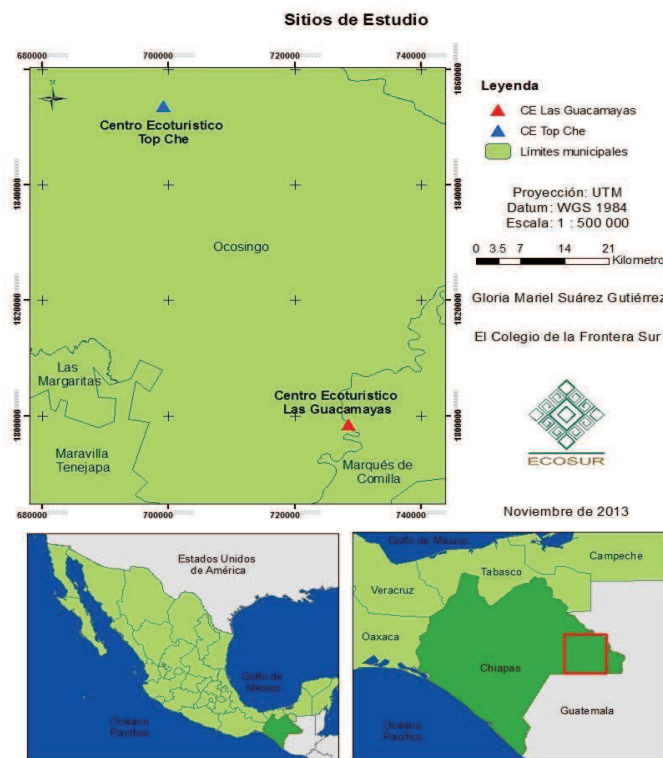 Sitios de Estudio
680000 700000 720000 740000
1860000
1840000
1820000
1800000
Centro Ecoturistico
Top Che
Ocosingo
Las
Margaritas
Maravilla
Tenejapa
Centro Ecoturistico
Las Guacamayas
Marqués de
Comilla
1840000
1820000
1800000
680000 700000 720000 740000
Leyenda
CE Las Guacamayas
CE Top Che
Límites municipales
Proyección: UTM
Datum: WGS 1984
Escala: 1 : 500 000
0 3.5 7 14 21
Kilometro
Gloria Mariel Suárez Gutiérrez
El Colegio de la Frontera Sur
ECOSUR
Noviembre de 2013
Estados Unidos
de América
Golfo de
México
Océano
Pacífico
Golfo de México
Campeche
Tabasco
Veracruz
Oaxaca
Chiapas
Guatemala
Océano
Pacífico